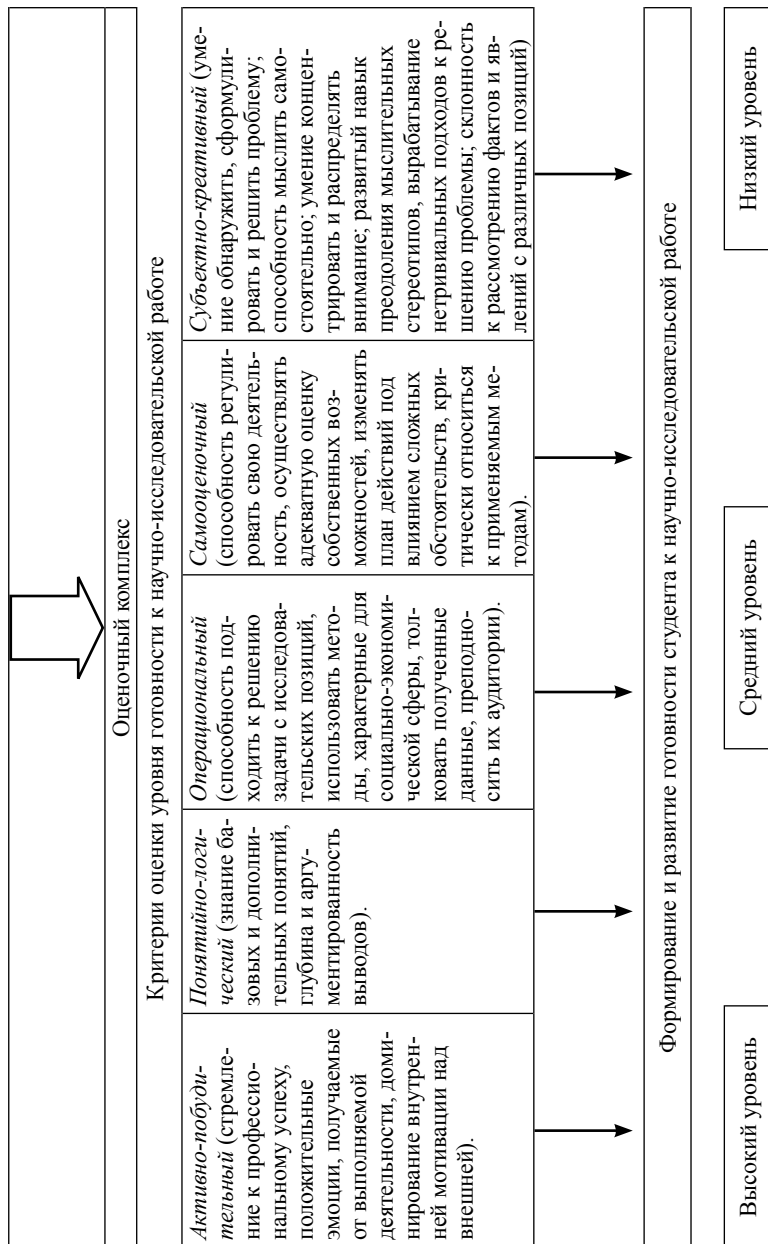 Оценочный комплекс
Критерии оценки уровня готовности к научно-исследовательской работе
Активно-побуди-
тельный (стремле-
ние к профессио-
нальному успеху,
положительные
эмоции, получаемые
от выполняемой
деятельности, доми-
нирование внутрен-
ней мотивации над
внешней).
Понятийно-логи-
ческий (знание ба-
зовых и дополни-
тельных понятий,
глубина и аргу-
ментированность
выводов).
Операциональный
(способность под-
ходить к решению
задачи с исследова-
тельских позиций,
использовать мето-
ды, характерные для
социально-экономи-
ческой сферы, тол-
ковать полученные
данные, преподно-
сить их аудитории).
Самооценочный
(способность регули-
ровать свою деятель-
ность, осуществлять
адекватную оценку
собственных воз-
можностей, изменять
план действий под
влиянием сложных
обстоятельств, кри-
тически относиться
к применяемым ме-
тодам).
Субъектно-креативный (уме-
ние обнаружить, сформули-
ровать и решить проблему;
способность мыслить само-
стоятельно; умение концен-
трировать и распределять
внимание; развитый навык
преодоления мыслительных
стереотипов, вырабатывание
нетривиальных подходов к ре-
шению проблемы; склонность
к рассмотрению фактов и яв-
лений с различных позиций)
Формирование и развитие готовности студента к научно-исследовательской работе
Высокий уровень
Средний уровень
Низкий уровень